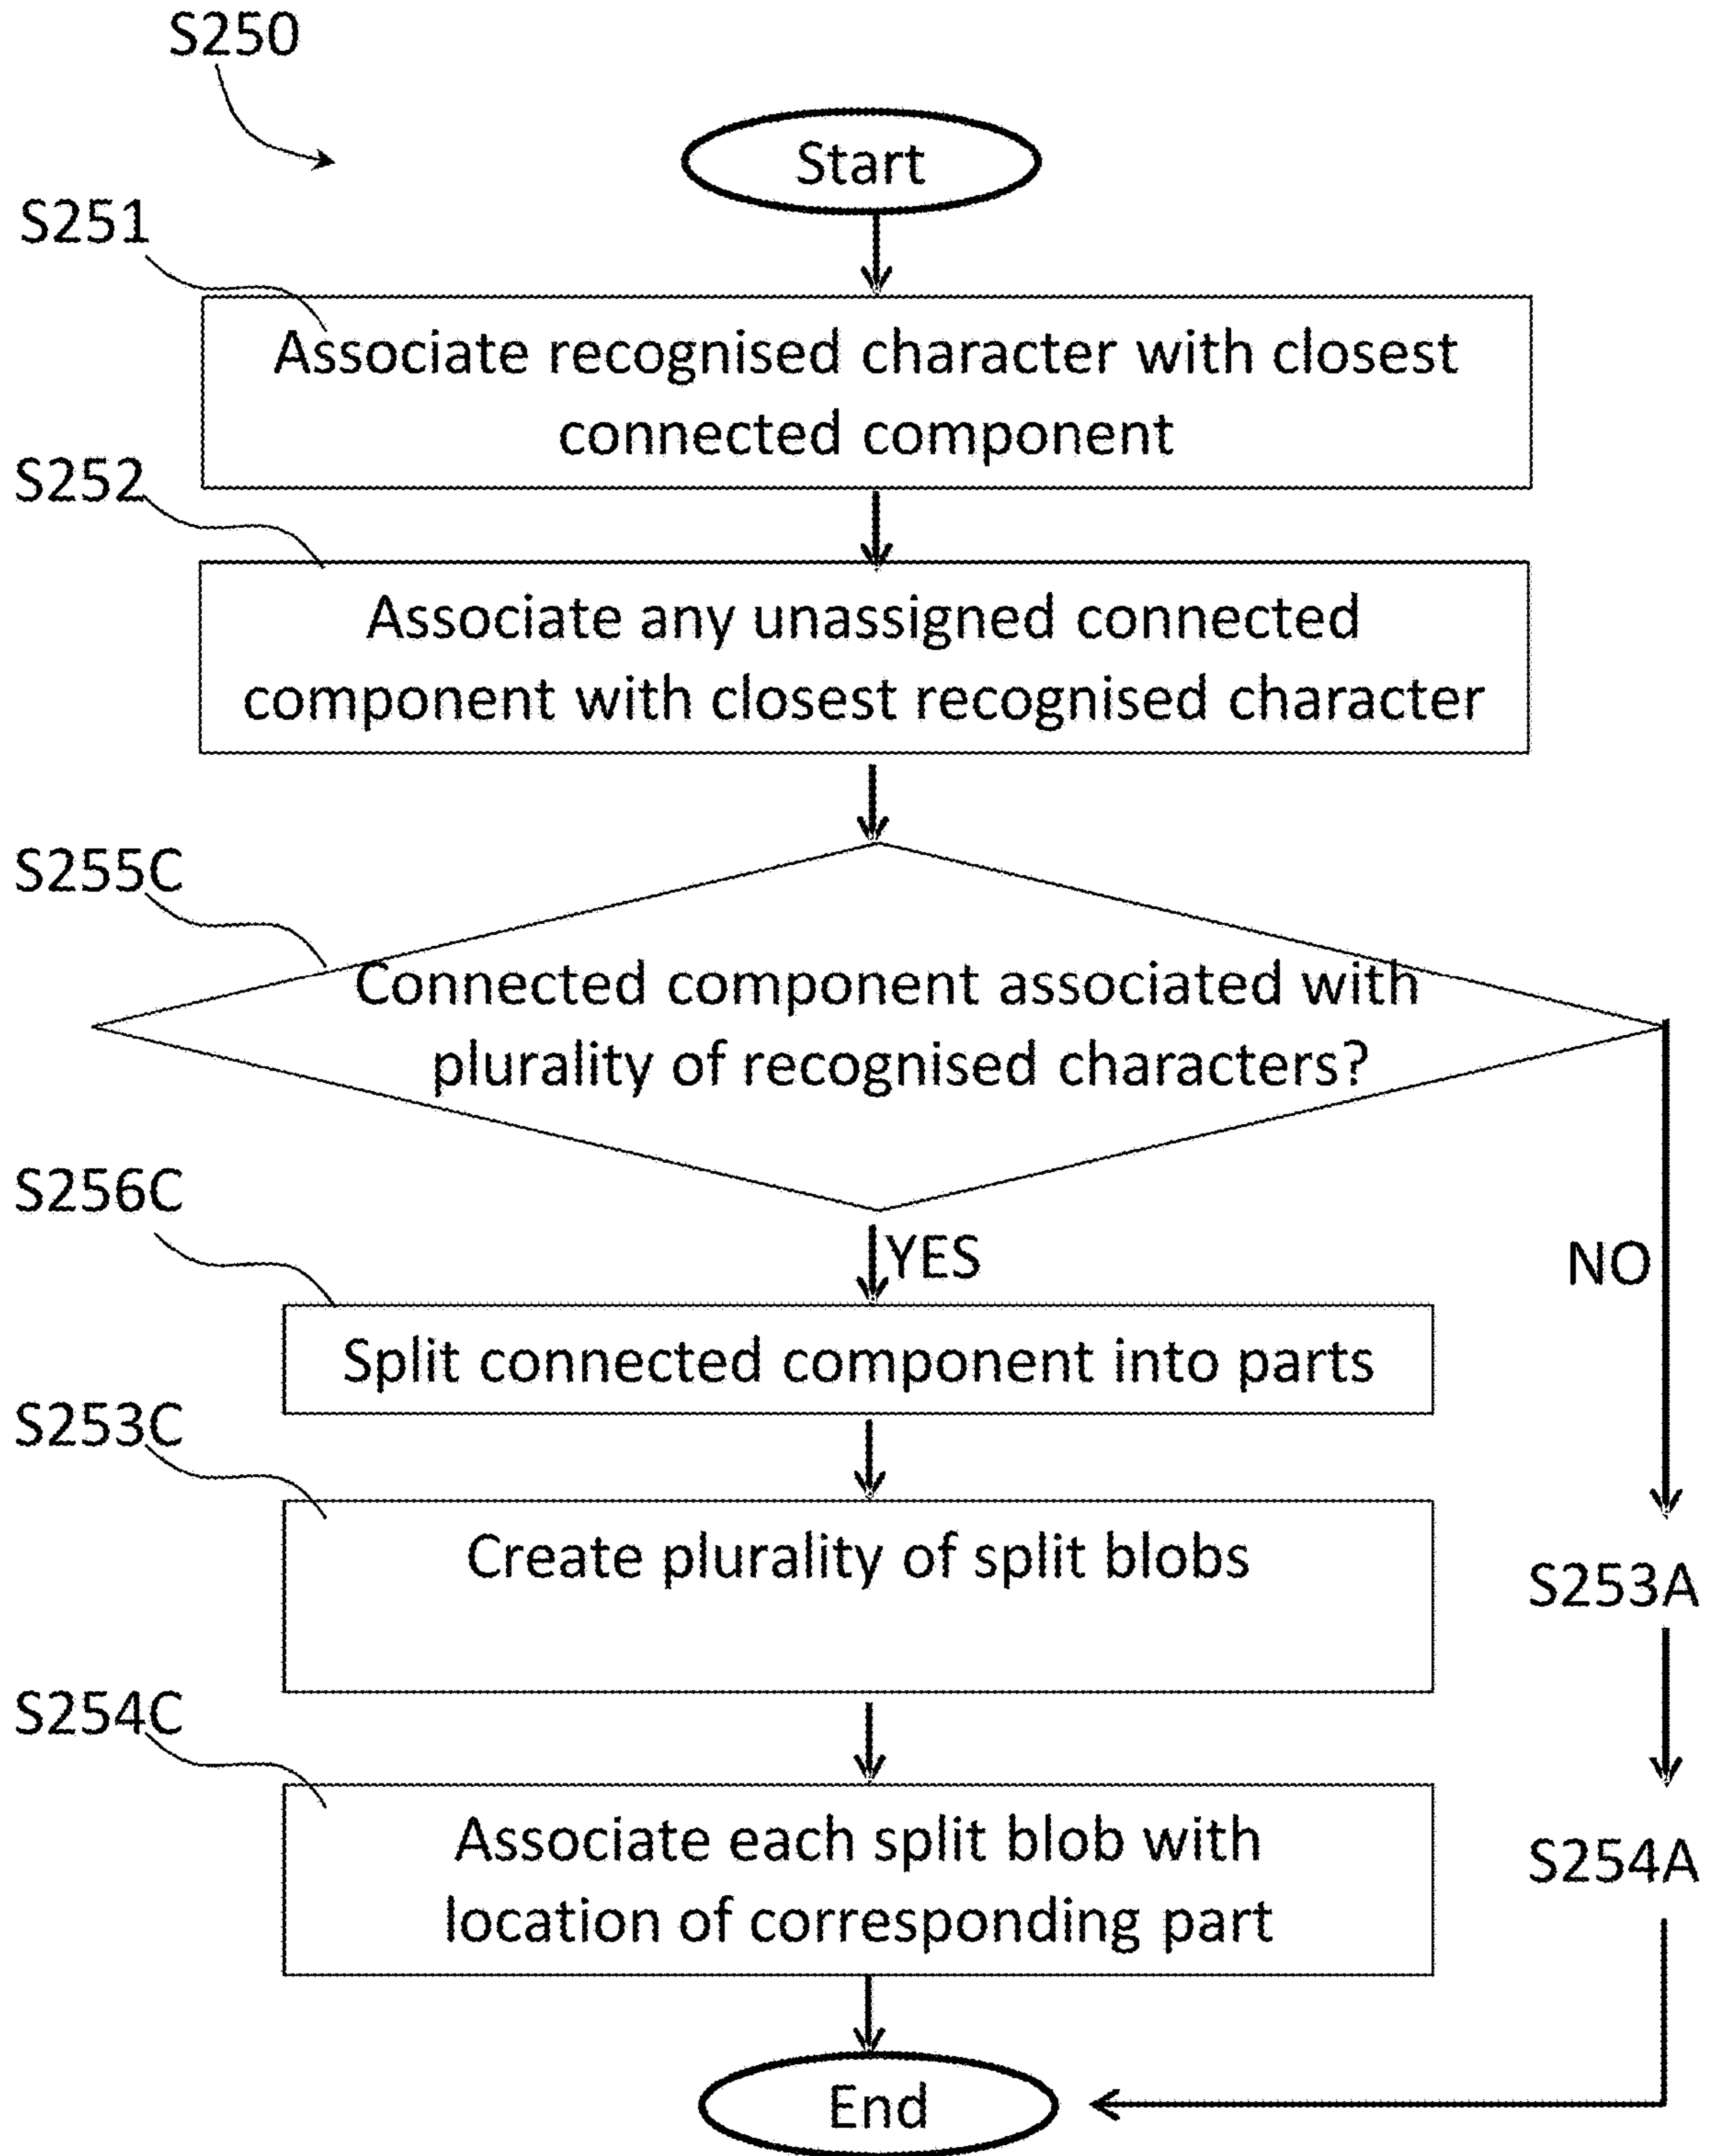 S250
Start
S251
Associate recognised character with closest
connected component
S252
Associate any unassigned connected
component with closest recognised character
S255C
Connected component associated with
plurality of recognised characters?
S256C
YES
NO
Split connected component into parts
S253C
Create plurality of split blobs
S253A
S254C
Associate each split blob with
location of corresponding part
S254A
End